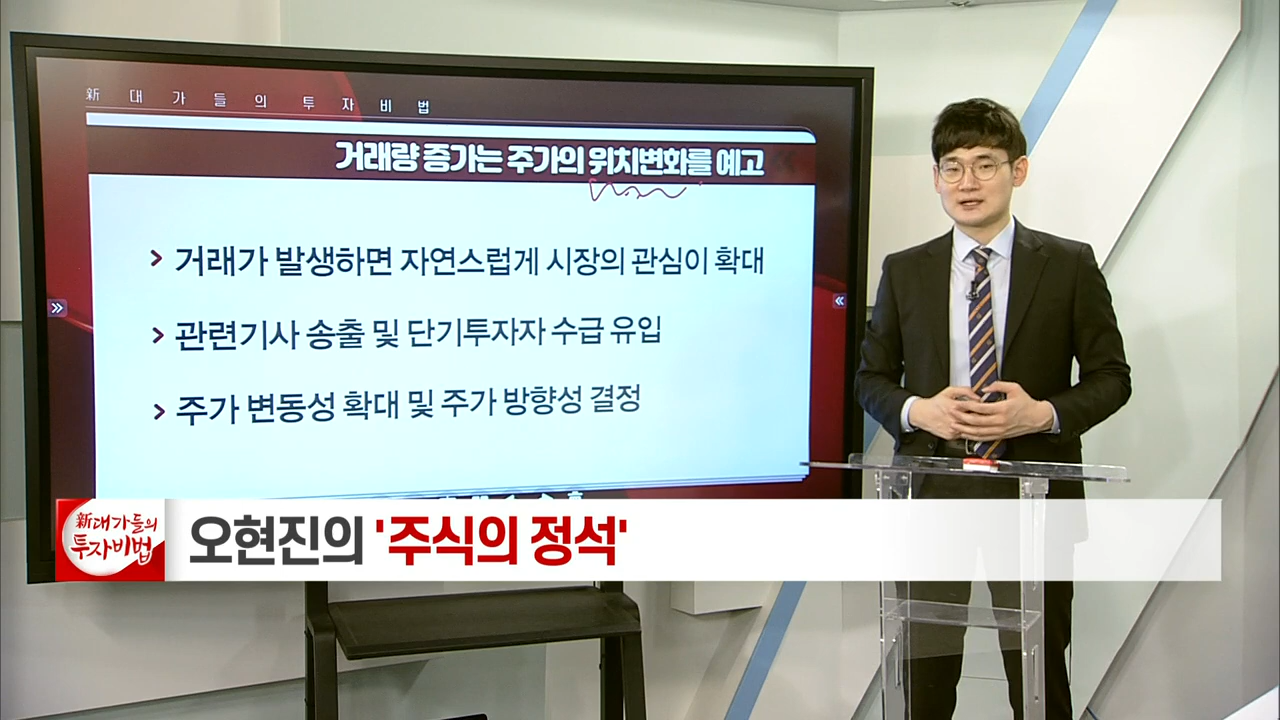 新 대 가 들 의 투 자 비 법
거래량 증가는 주가의 위치변화를 예고
거래가 발생하면 자연스럽게 시장의 관심이 확대
관련기사 송출 및 단기투자자 수급 유입
주가 변동성 확대 및 주가 방향성 결정
新대가들의
투자비법
오현진의 '주식의 정석'